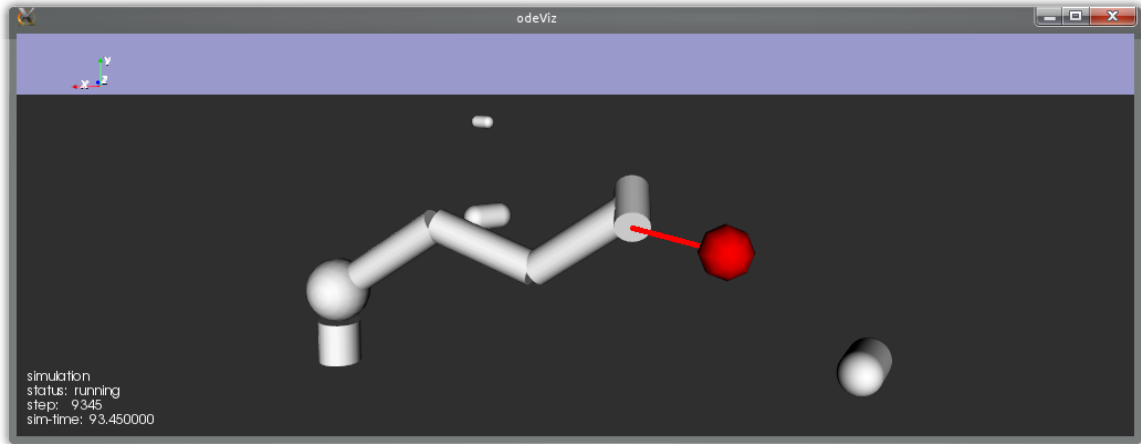 odeViz
y
x
z
simulation
status: running
step: 9345
sim-time: 93.450000